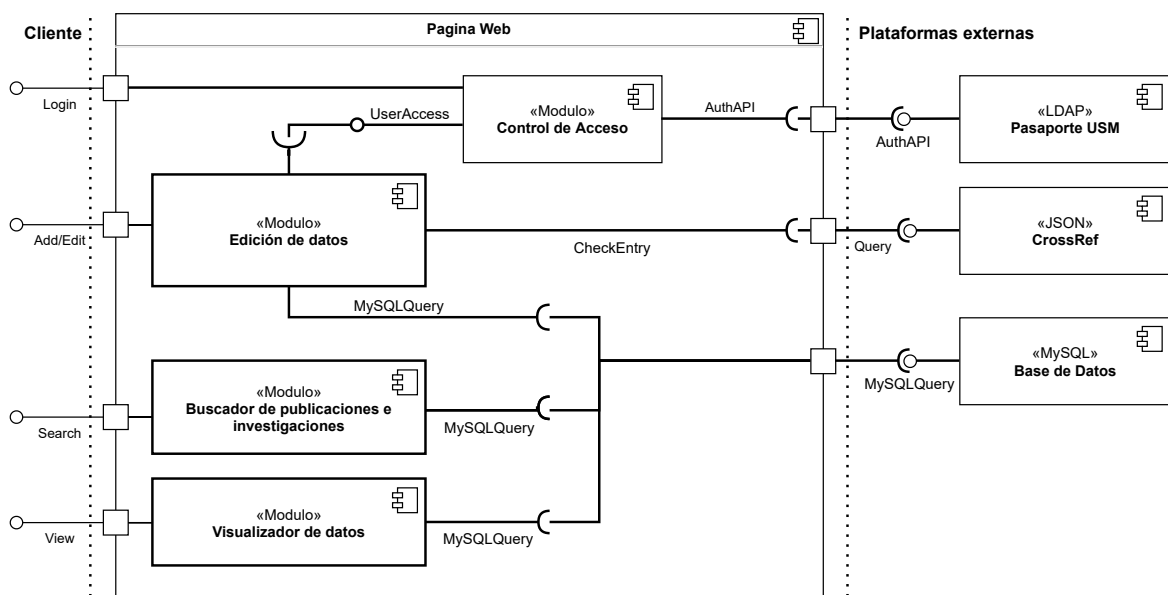 Cliente
Pagina Web
Plataformas externas
Login
«Modulo»
Control de Acceso
UserAccess
AuthAPI
AuthAPI
«LDAP»
Pasaporte USM
Add/Edit
«Modulo»
Edición de datos
CheckEntry
Query
«JSON»
CrossRef
MySQLQuery
«MySQL»
Base de Datos
MySQLQuery
Search
«Modulo»
Buscador de publicaciones e
investigaciones
MySQLQuery
View
«Modulo»
Visualizador de datos
MySQLQuery